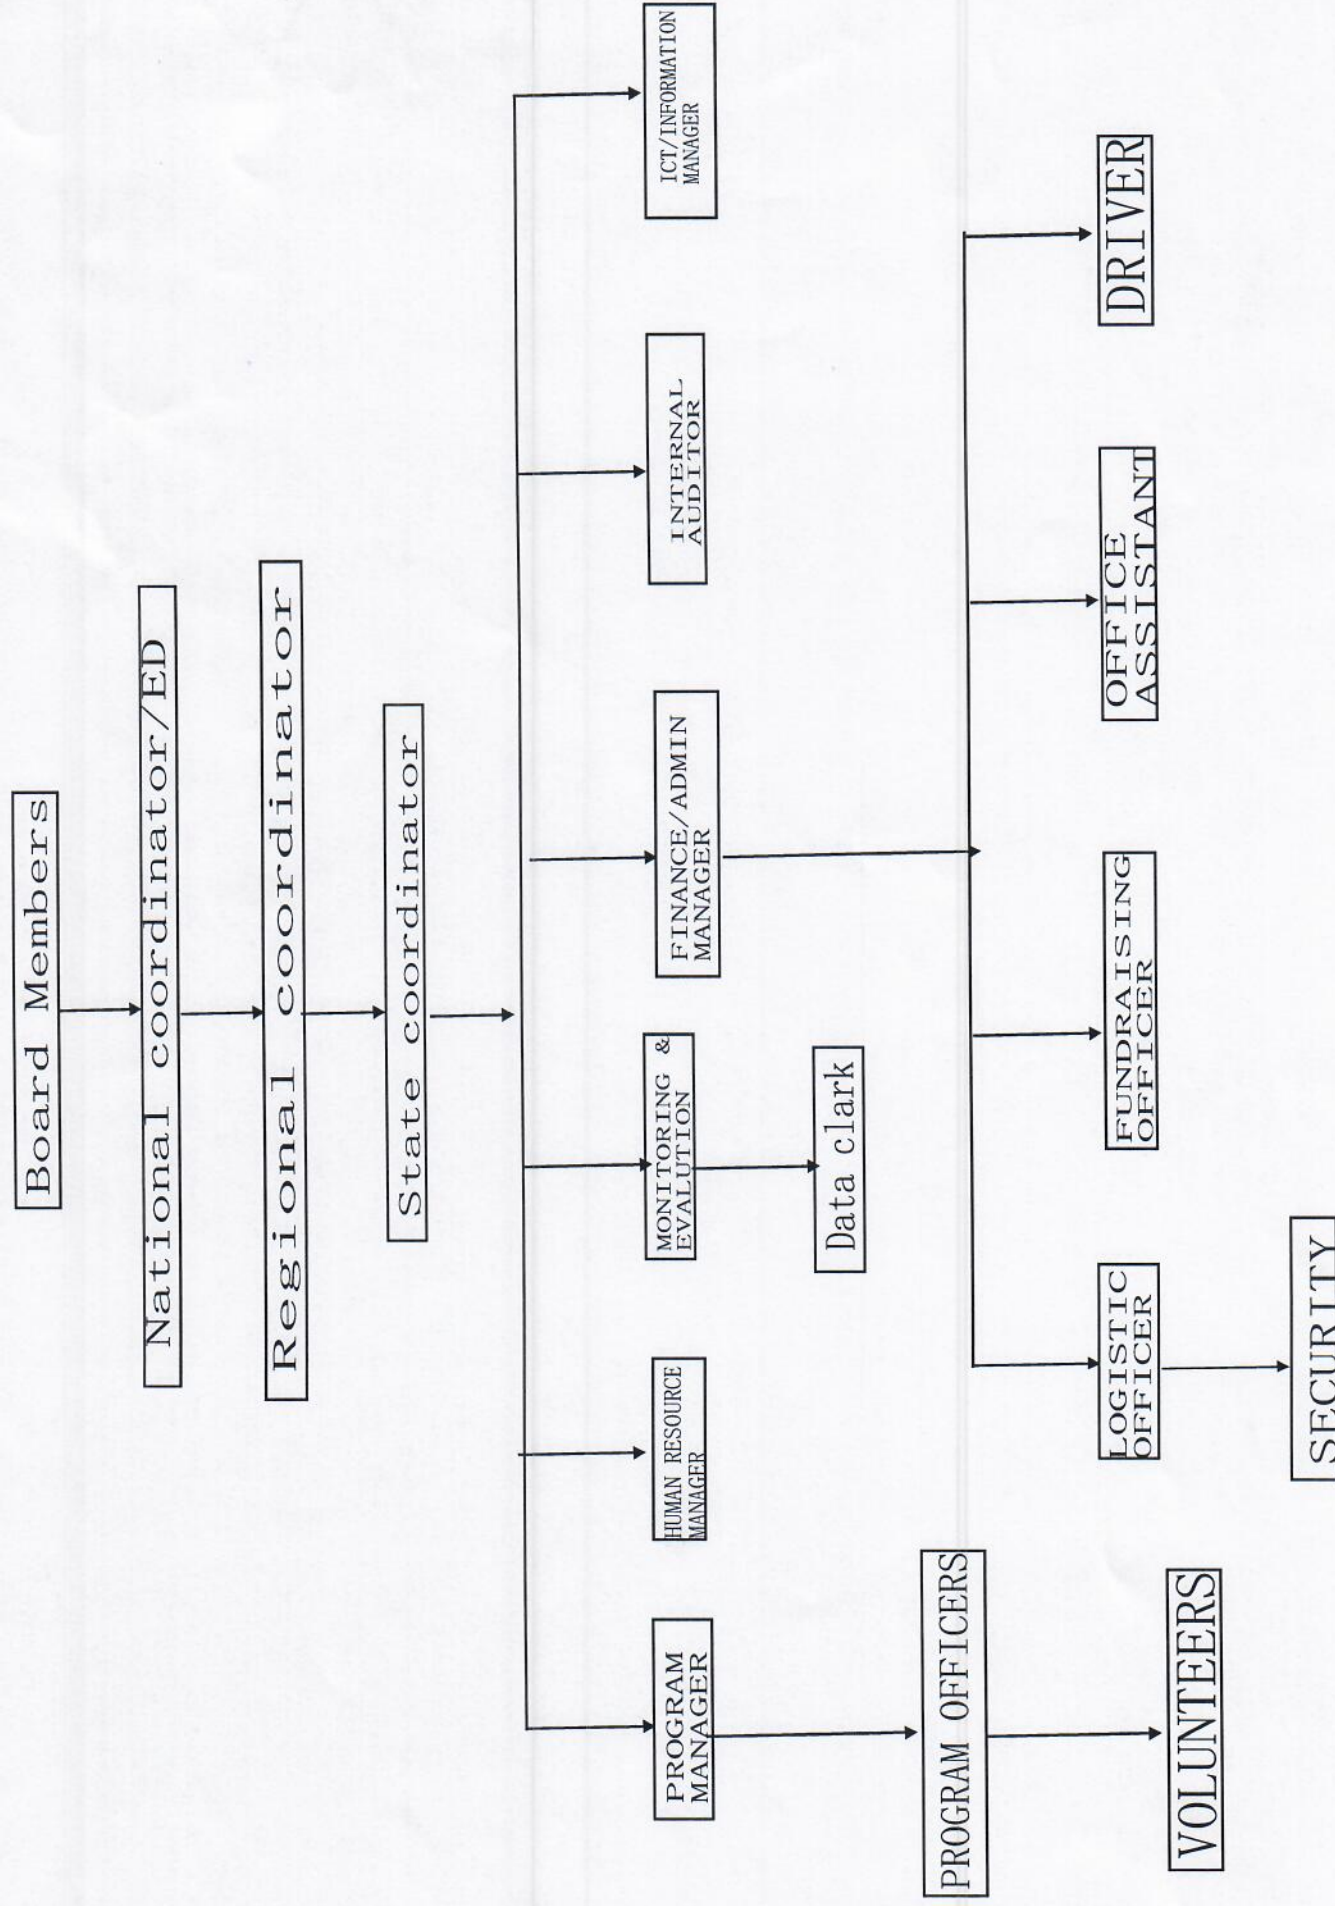 Board Members
National coordinator/ED
Regional coordinator
State coordinator
PROGRAM
MANAGER
HUMAN RESOURCE
MANAGER
MONITORING &
EVALUTION
FINANCE/ADMIN
MANAGER
INTERNAL
AUDITOR
ICT/INFORMATION
MANAGER
Data clark
PROGRAM OFFICERS
LOGISTIC
OFFICER
FUNDRAISING
OFFICER
OFFICE
ASSISTANT
DRIVER
VOLUNTEERS
SECURITY